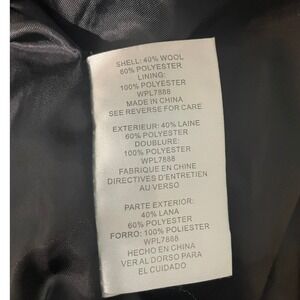 SHELL: 40% WOOL
60% POLYESTER
LINING:
100% POLYESTER
WPL7888
MADE IN CHINA
SEE REVERSE FOR CARE
EXTERIEUR: 40% LAINE
60% POLYESTER
DOUBLURE:
100% POLYESTER
WPL7888
FABRIQUE EN CHINE
DIRECTIVES D'ENTRETIEN
AU VERSO
PARTE EXTERIOR:
40% LANA
60% POLIESTER
FORRO: 100% POLIESTER
WPL7888
HECHO EN CHINA
VER AL DORSO PARA
EL CUIDADO